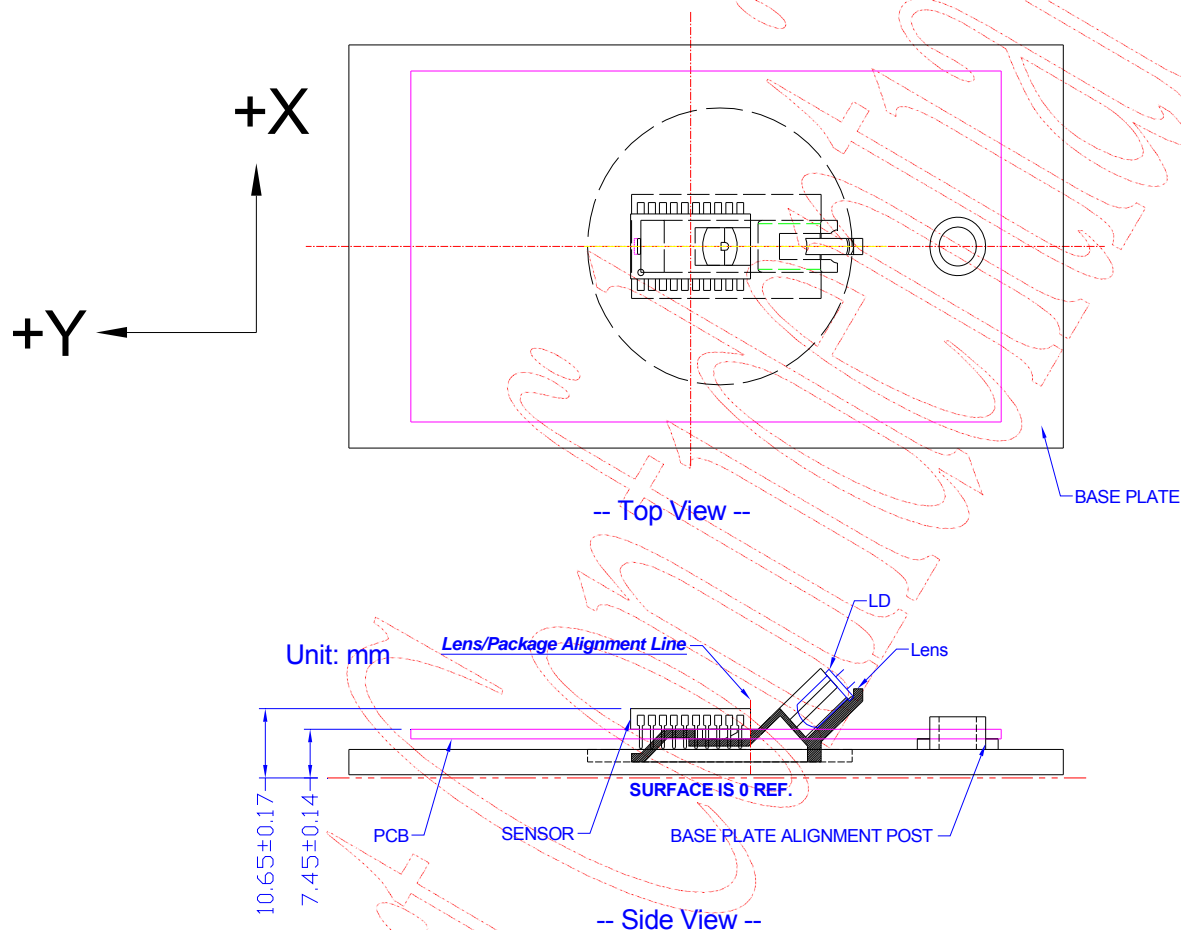 +X
+Y
BASE PLATE
-- Top View --
LD
Lens/Package Alignment Line
Lens
Unit: mm
SURFACE IS 0 REF.
PCB
SENSOR
BASE PLATE ALIGNMENT POST
10.65±0.17
7.45±0.14
-- Side View --